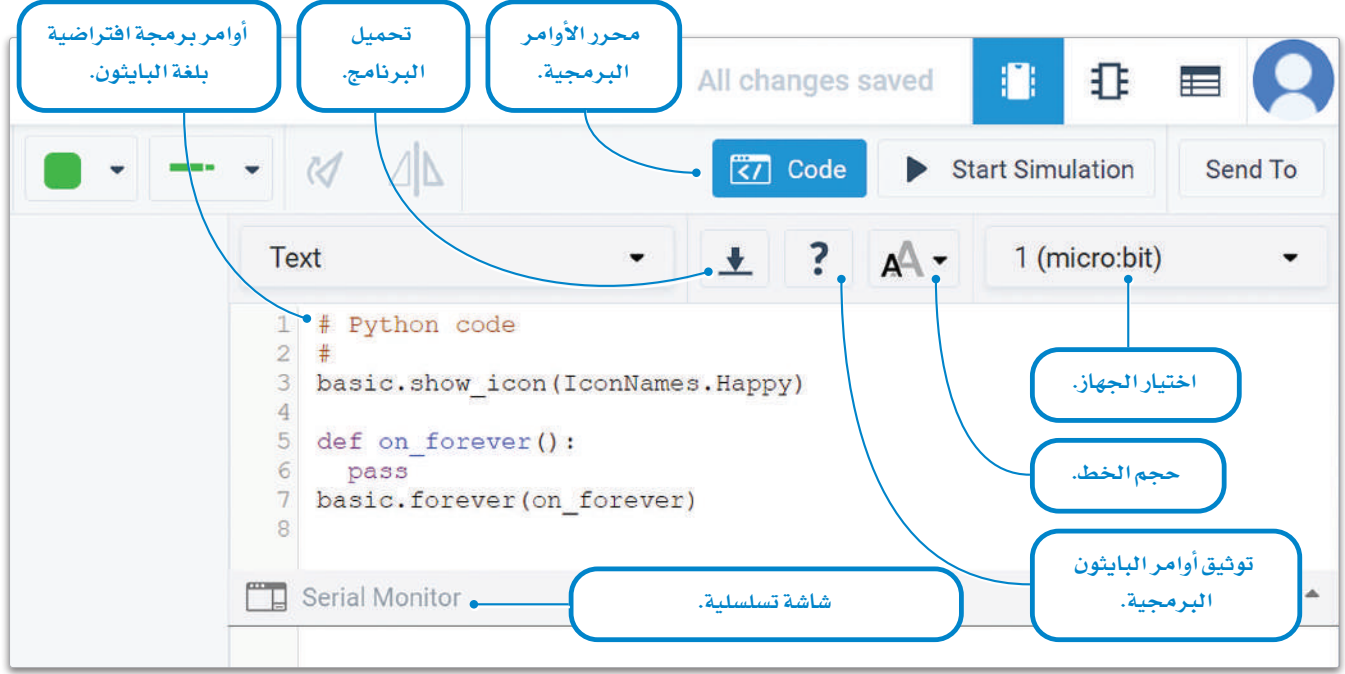 أوامر برمجة افتراضية
بلغة البايثون.
تحميل
البرنامج.
محرر الأوامر
البرمجية.
All changes saved
Code
Start Simulation
Send To
Text
?
AA
1 (micro:bit)
1 # Python code
2 #
3 basic.show_icon(IconNames.Happy)
4
5 def on_forever():
6 pass
7 basic.forever(on_forever)
8
اختيار الجهاز.
حجم الخط.
توثيق أوامر البايثون
البرمجية.
Serial Monitor
شاشة تسلسلية.